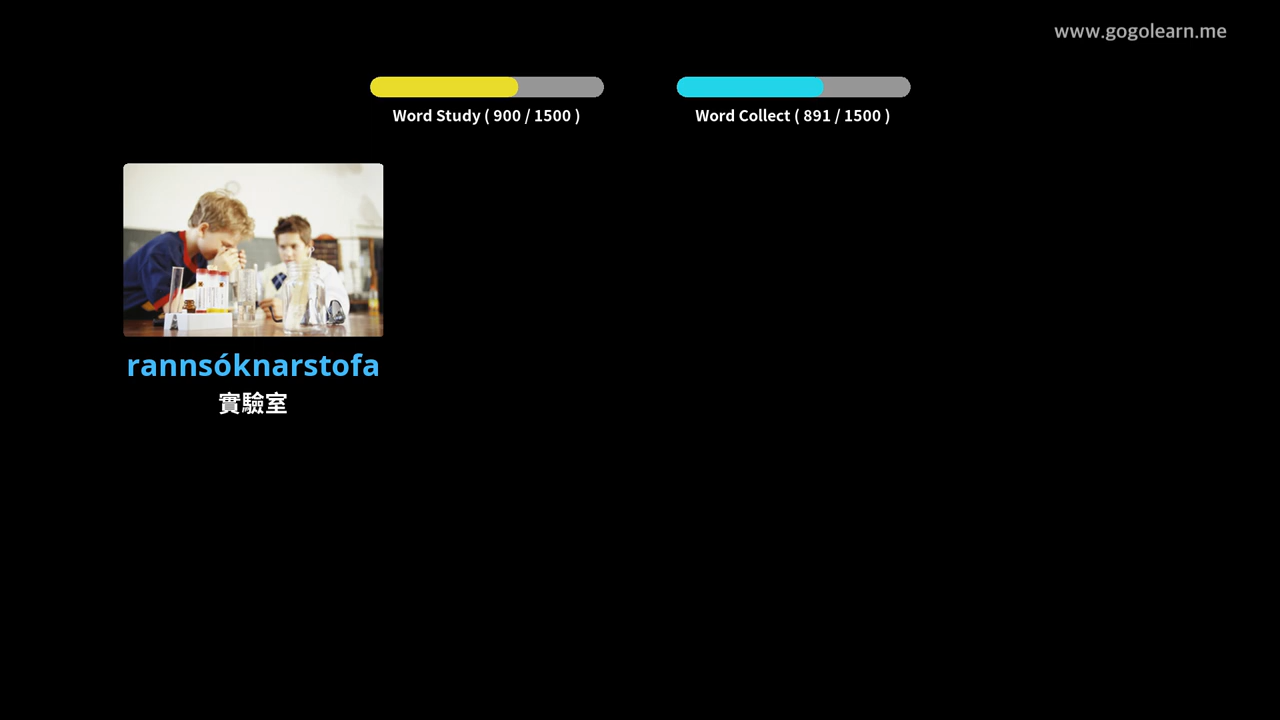 www.gogolearn.me
Word Study ( 900 / 1500 )
Word Collect ( 891 / 1500 )
rannsóknarstofa
實驗室